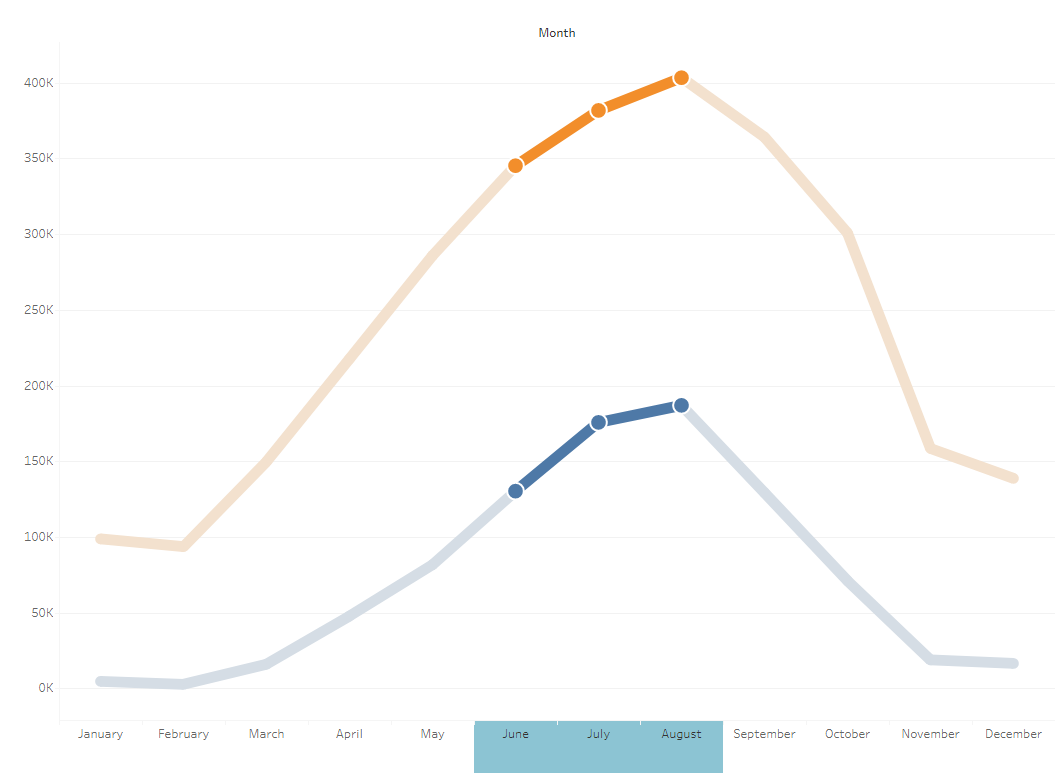 Month
400K
350K
300K
250K
200K
150K
100K
50K
0K
January February March April May June July August September October November December